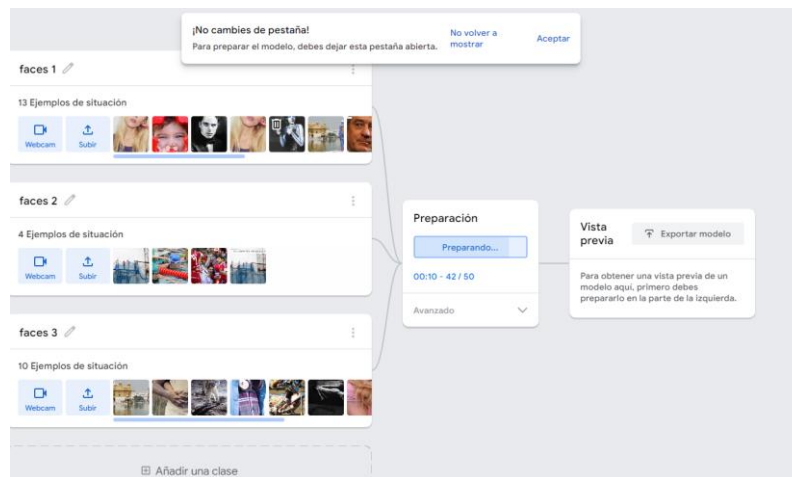 ¡No cambies de pestaña!
Para preparar el modelo, debes dejar esta pestaña abierta.
No volver a
mostrar
Aceptar
faces 1
13 Ejemplos de situación
Webcam
Subir
faces 2
4 Ejemplos de situación
Webcam
Subir
faces 3
10 Ejemplos de situación
Webcam
Subir
Añadir una clase
Preparación
Preparando...
00:10 - 42 / 50
Avanzado
Vista
previa
Exportar modelo
Para obtener una vista previa de un
modelo aquí, primero debes
prepararlo en la parte de la izquierda.